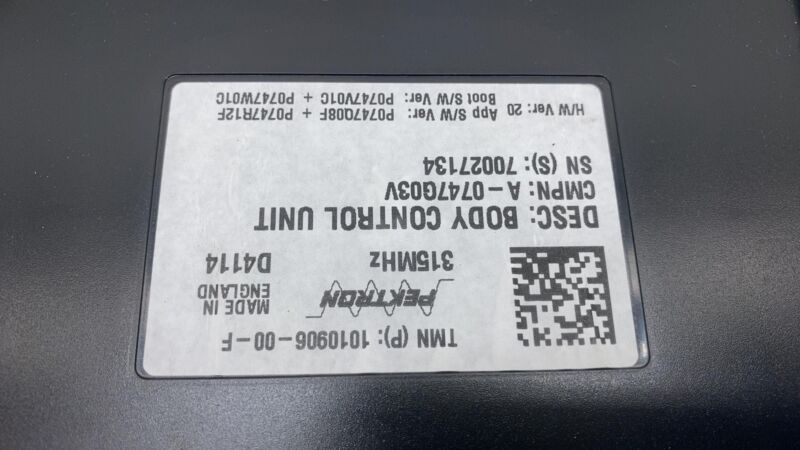 TMN (P): 1010906-00-F
PEKTRON
MADE IN
ENGLAND
315MHz
D4114
DESC: BODY CONTROL UNIT
CMPN: A-0747G03V
SN (S): 70027134
H/W Ver: 20 App S/W Ver: P0747Q08F + P0747R12F
Boot S/W Ver: P0747V01C + P0747W01C